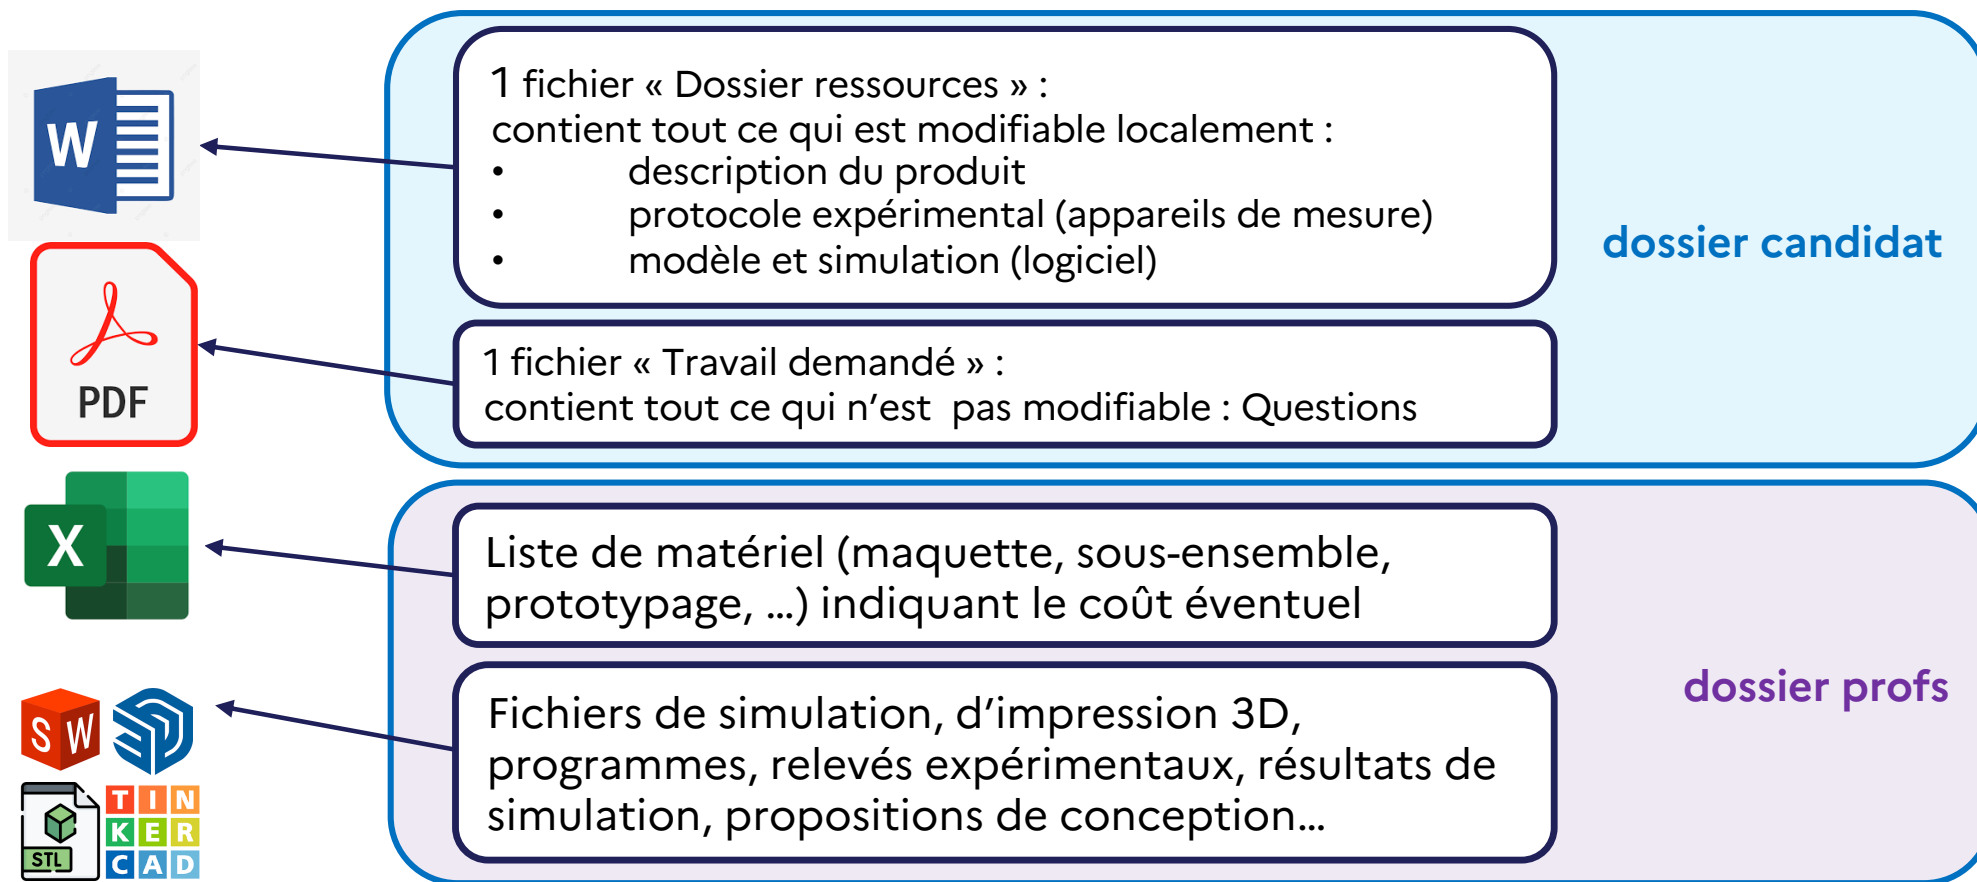 1 fichier « Dossier ressources » :
contient tout ce qui est modifiable localement :
• description du produit
• protocole expérimental (appareils de mesure)
• modèle et simulation (logiciel)
dossier candidat
W
PDF
1 fichier « Travail demandé » :
contient tout ce qui n’est  pas modifiable : Questions
X
Liste de matériel (maquette, sous-ensemble,
prototypage, …) indiquant le coût éventuel
dossier profs
Fichiers de simulation, d’impression 3D,
programmes, relevés expérimentaux, résultats de
simulation, propositions de conception…
S W
STL
TIN
KER
CAD